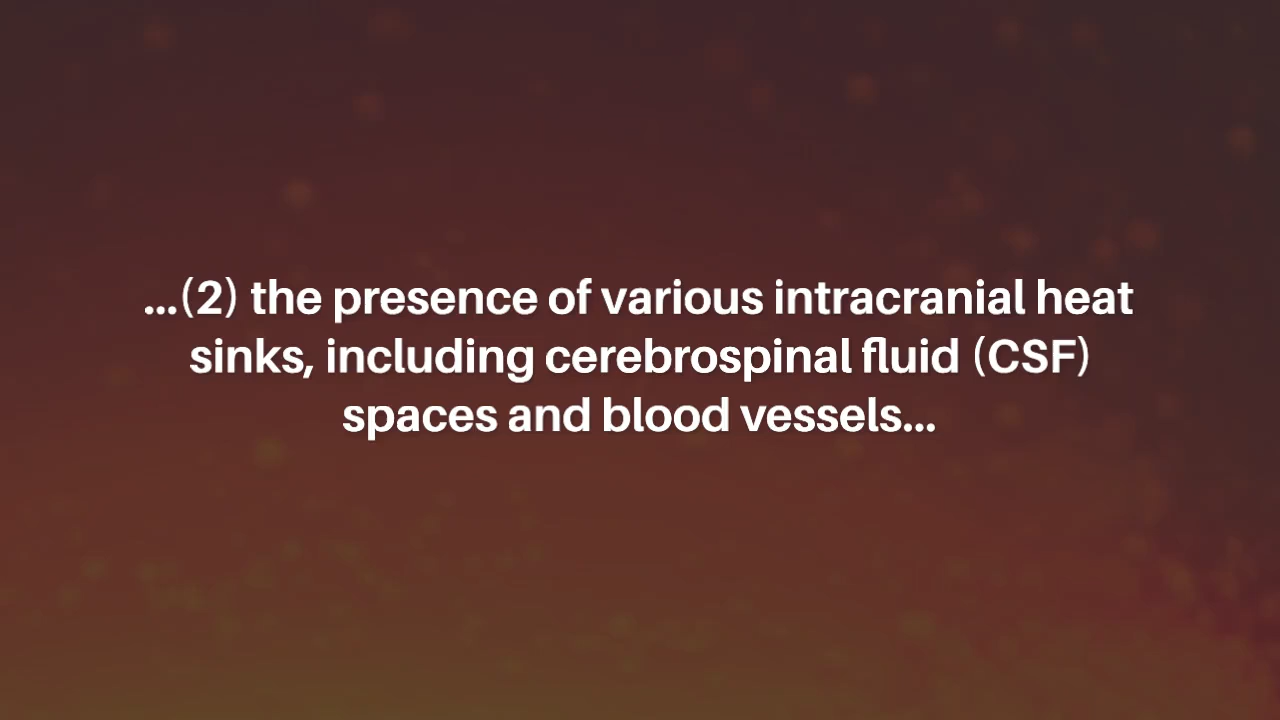 ...(2) the presence of various intracranial heat
sinks, including cerebrospinal fluid (CSF)
spaces and blood vessels...